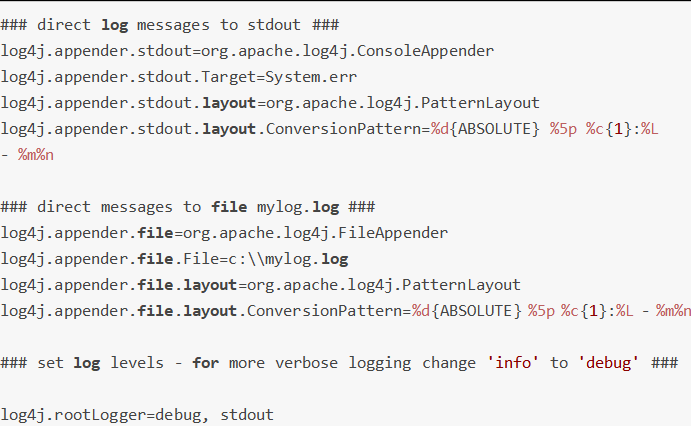 ### direct log messages to stdout ###
log4j.appender.stdout=org.apache.log4j.ConsoleAppender
log4j.appender.stdout.Target=System.err
log4j.appender.stdout.layout=org.apache.log4j.PatternLayout
log4j.appender.stdout.layout.ConversionPattern=%d{ABSOLUTE} %5p %c{1}:%L
- %m%n
### direct messages to file mylog.log ###
log4j.appender.file=org.apache.log4j.FileAppender
log4j.appender.file.File=c:\\mylog.log
log4j.appender.file.layout=org.apache.log4j.PatternLayout
log4j.appender.file.layout.ConversionPattern=%d{ABSOLUTE} %5p %c{1}:%L - %m%n
### set log levels - for more verbose logging change 'info' to 'debug' ###
log4j.rootLogger=debug, stdout